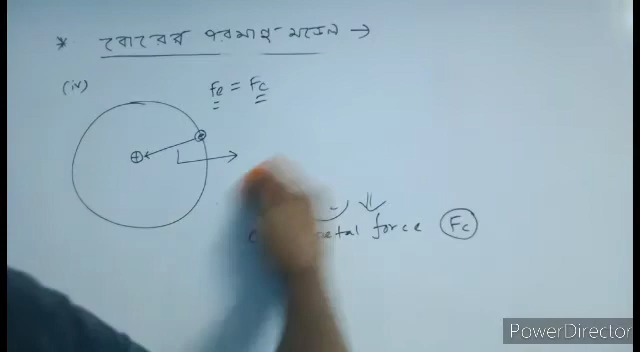 * বোরের পরমাণু মডেল →
(iv)
Fe = Fc
force Fc
PowerDirector